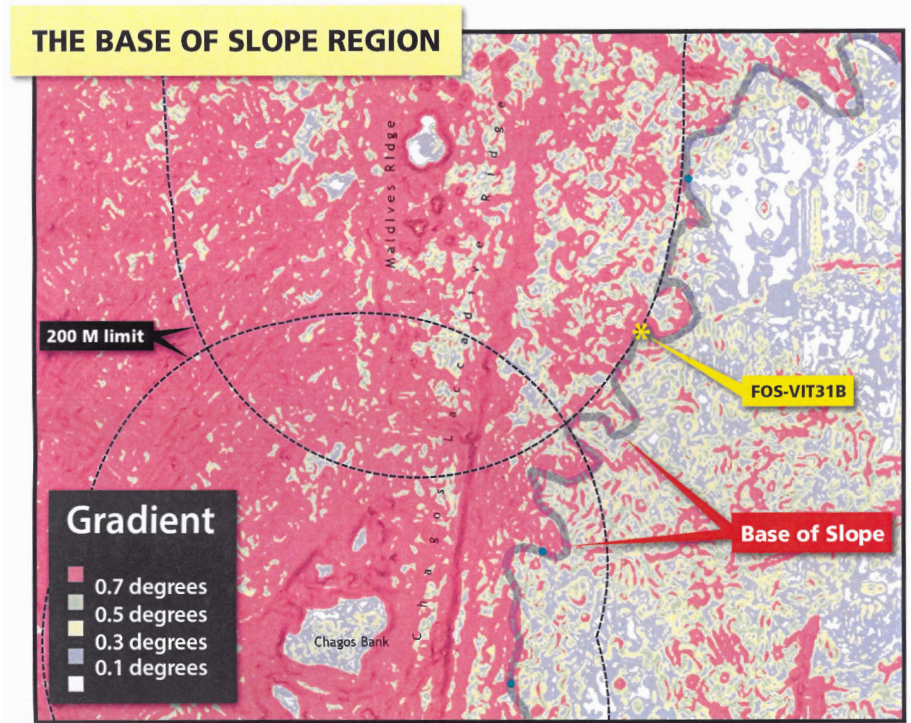 THE BASE OF SLOPE REGION
Maldives RIdge
Chagos Laccadive Ridge
200 M limit
FOS-VIT31B
Base of Slope
Gradient
0.7 degrees
0.5 degrees
0.3 degrees
0.1 degrees
Chagos Bank